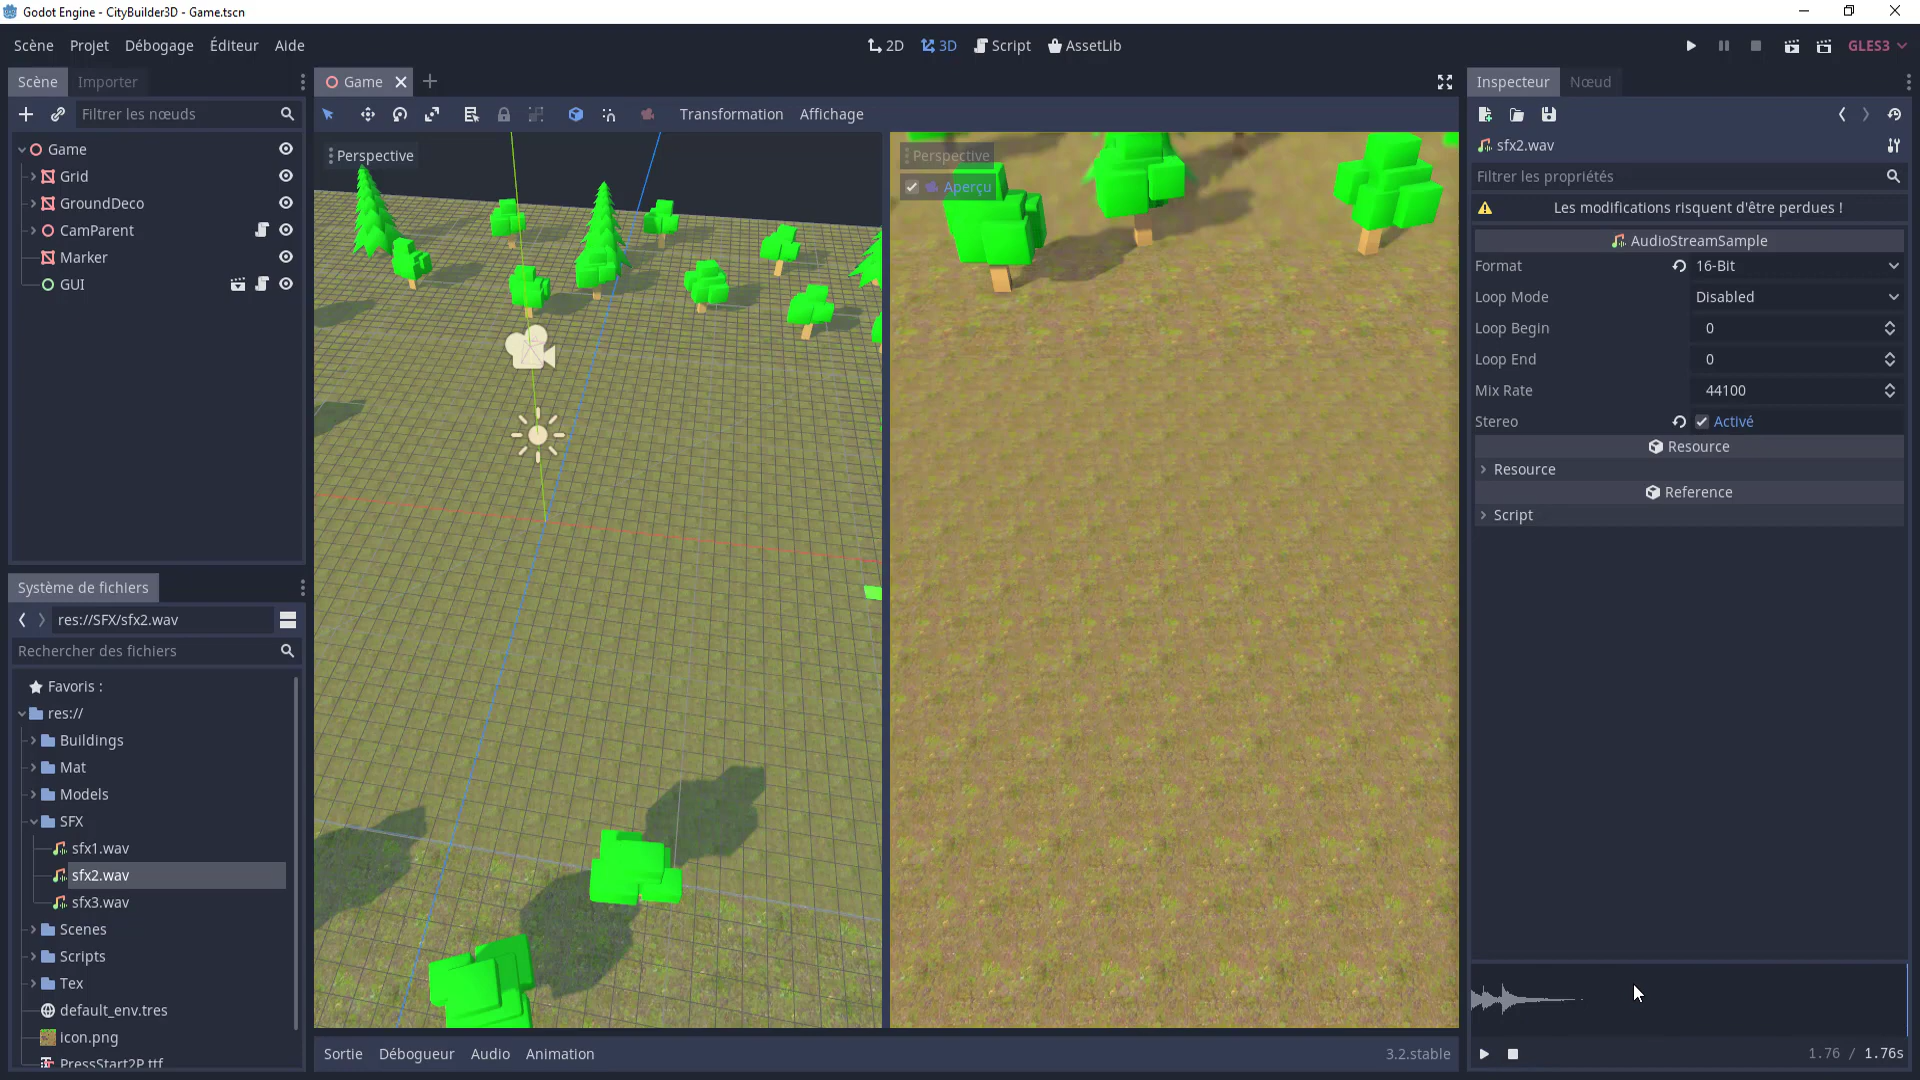 Godot Engine - CityBuilder3D - Game.tscn
Scène Projet Débogage Éditeur Aide
2D 3D Script AssetLib
GLES3
Scène Importer
Filtrer les nœuds
Game
Grid
GroundDeco
CamParent
Marker
GUI
Système de fichiers
res://SFX/sfx2.wav
Rechercher des fichiers
Favoris :
res://
Buildings
Mat
Models
SFX
sfx1.wav
sfx2.wav
sfx3.wav
Scenes
Scripts
Tex
default_env.tres
icon.png
PressStart2P.ttf
Game
Transformation Affichage
Perspective
Perspective
Aperçu
Sortie Débogueur Audio Animation
3.2.stable
Inspecteur Nœud
sfx2.wav
Filtrer les propriétés
Les modifications risquent d'être perdues !
AudioStreamSample
Format 16-Bit
Loop Mode Disabled
Loop Begin 0
Loop End 0
Mix Rate 44100
Stereo Activé
Resource
Resource
Reference
Script
1.76 / 1.76s